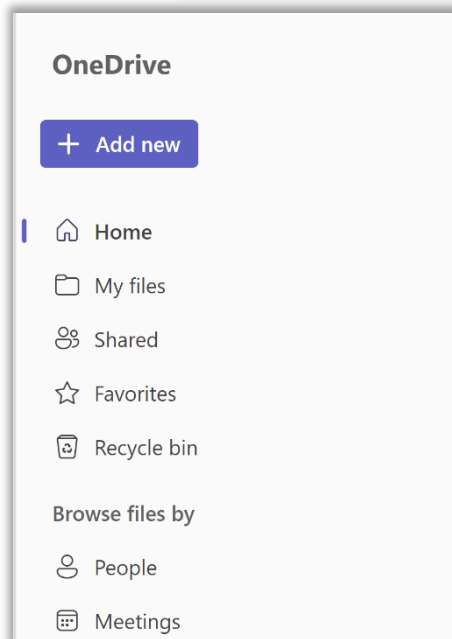 OneDrive
Add new
Home
My files
Shared
Favorites
Recycle bin
Browse files by
People
Meetings